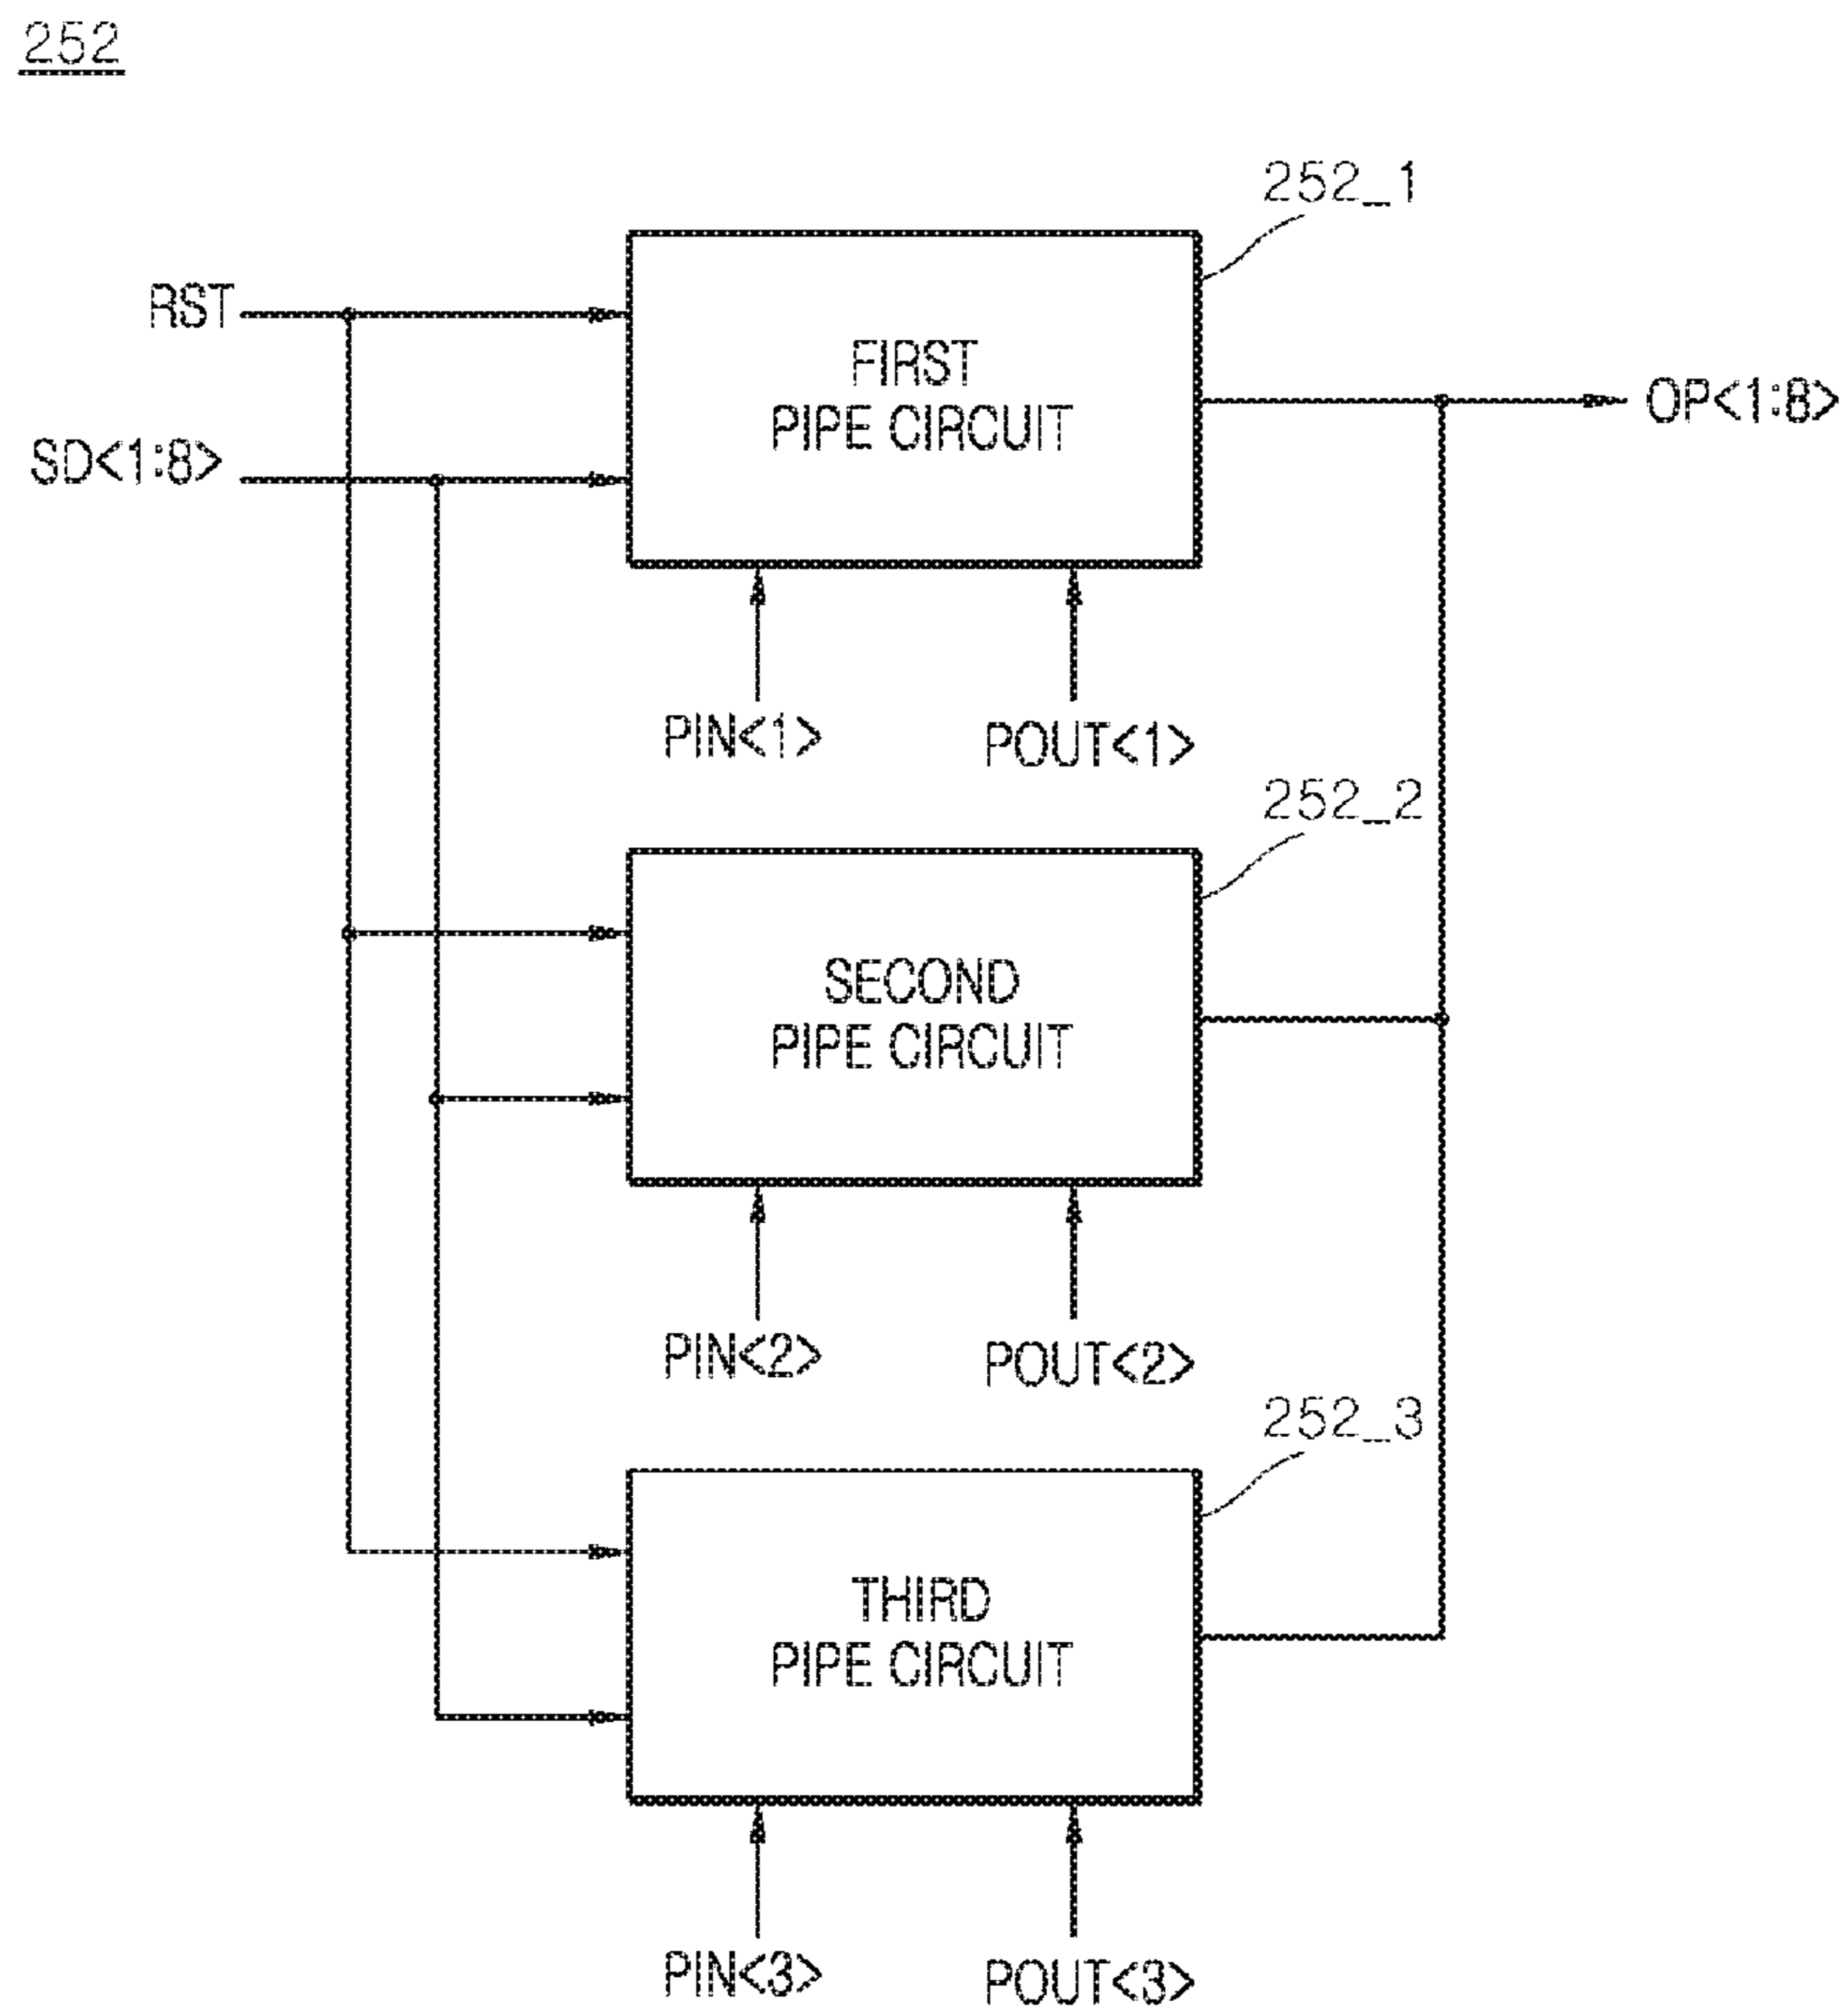 252
252_1
RST
FIRST
PIPE CIRCUIT
OP<1:8>
SD<1:8>
PIN<1>
POUT<1>
252_2
SECOND
PIPE CIRCUIT
PIN<2>
POUT<2>
252_3
THIRD
PIPE CIRCUIT
PIN<3>
POUT<3>